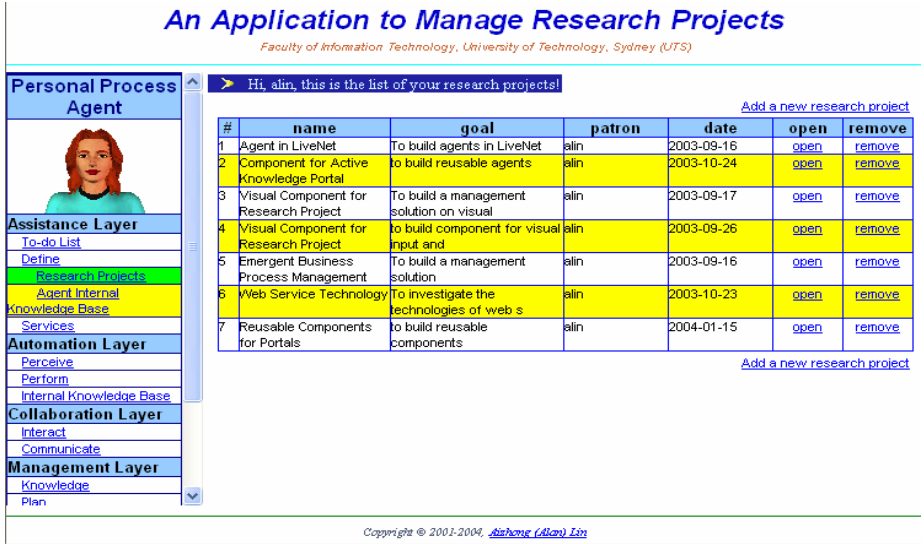 An Application to Manage Research Projects
Faculty of Information Technology, University of Technology, Sydney (UTS)
Personal Process
Agent
Assistance Layer
To-do List
Define
Research Projects
Agent Internal
Knowledge Base
Services
Automation Layer
Perceive
Perform
Internal Knowledge Base
Collaboration Layer
Interact
Communicate
Management Layer
Knowledge
Plan
Hi, alin, this is the list of your research projects!
Add a new research project
# name goal patron date open remove
1 Agent in LiveNet To build agents in LiveNet alin 2003-09-16 open remove
2 Component for Active to build reusable agents alin 2003-10-24 open remove
Knowledge Portal
3 Visual Component for To build a management alin 2003-09-17 open remove
Research Project solution on visual
4 Visual Component for to build component for visual alin 2003-09-26 open remove
Research Project input and
5 Emergent Business To build a management alin 2003-09-16 open remove
Process Management solution
6 Web Service Technology To investigate the alin 2003-10-23 open remove
technologies of web s
7 Reusable Components to build reusable alin 2004-01-15 open remove
for Portals components
Add a new research project
Copyright © 2001-2004, Aizhong (Alan) Lin